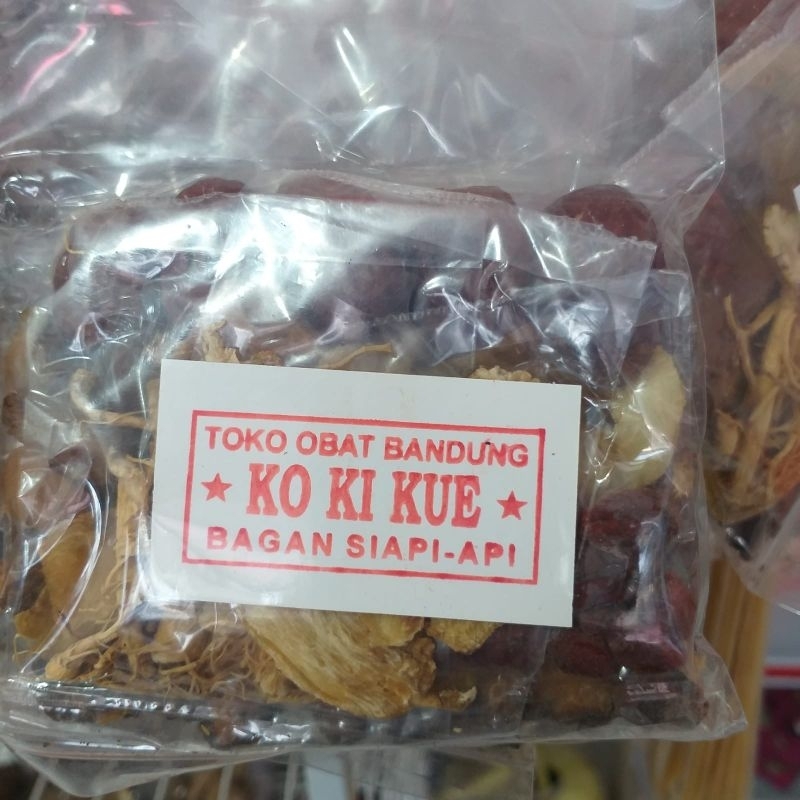 TOKO OBAT BANDUNG
★ KO KI KUE ★
BAGAN SIAPI-API